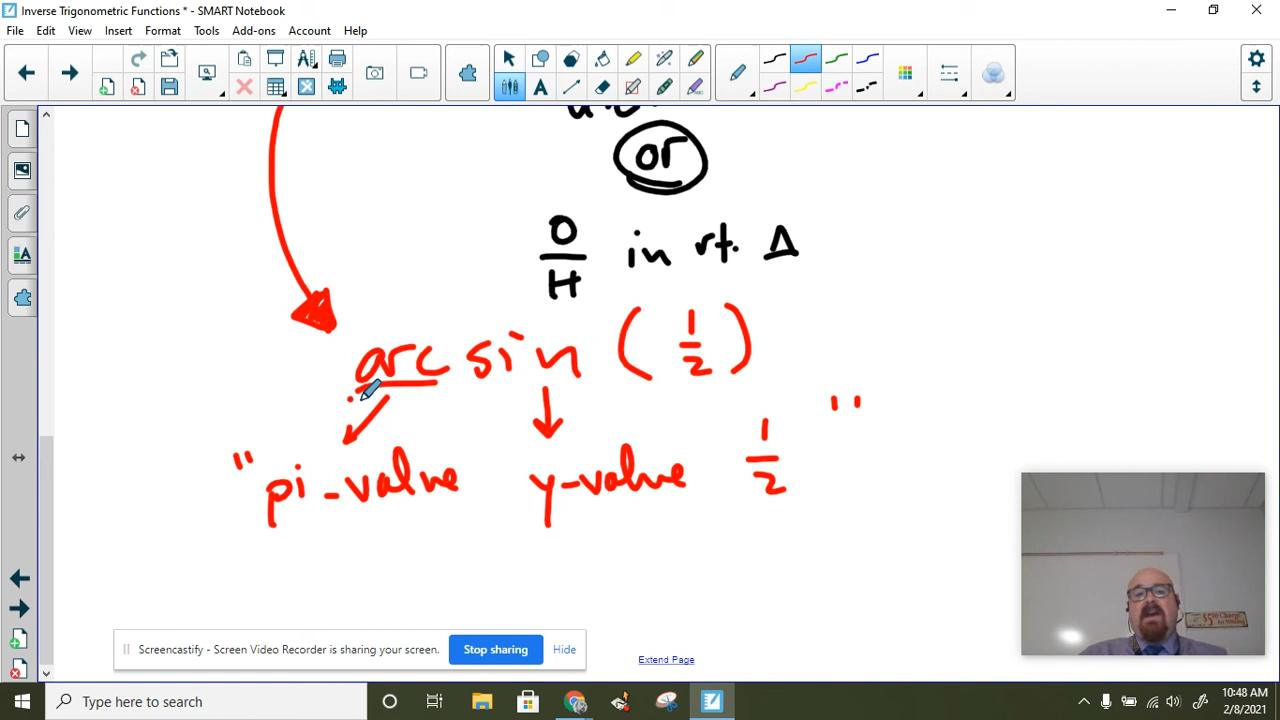 Inverse Trigonometric Functions * - SMART Notebook
File Edit View Insert Format Tools Add-ons Account Help
or
O
H
in rt. Δ
arc sin ( 1/2 )
"pi-value y-value 1/2 "
Screencastify - Screen Video Recorder is sharing your screen. Stop sharing Hide
Extend Page
Type here to search
10:48 AM
2/8/2021